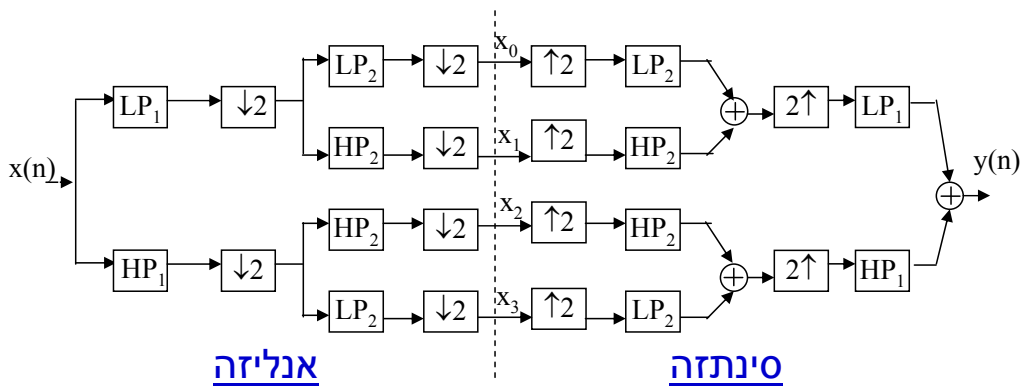 x₀
LP₂ ↓2 ↑2 LP₂
LP₁ ↓2 2↑ LP₁
+
x₁
HP₂ ↓2 ↑2 HP₂
x(n) y(n)
+
x₂
HP₂ ↓2 ↑2 HP₂
HP₁ ↓2 2↑ HP₁
+
x₃
LP₂ ↓2 ↑2 LP₂
אנליזה סינתזה